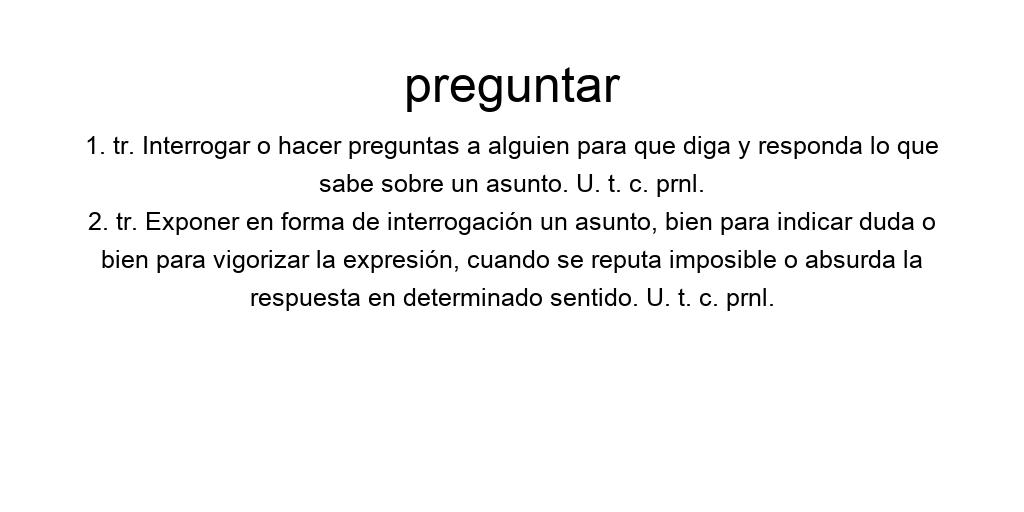 preguntar
1. tr. Interrogar o hacer preguntas a alguien para que diga y responda lo que
sabe sobre un asunto. U. t. c. prnl.
2. tr. Exponer en forma de interrogación un asunto, bien para indicar duda o
bien para vigorizar la expresión, cuando se reputa imposible o absurda la
respuesta en determinado sentido. U. t. c. prnl.